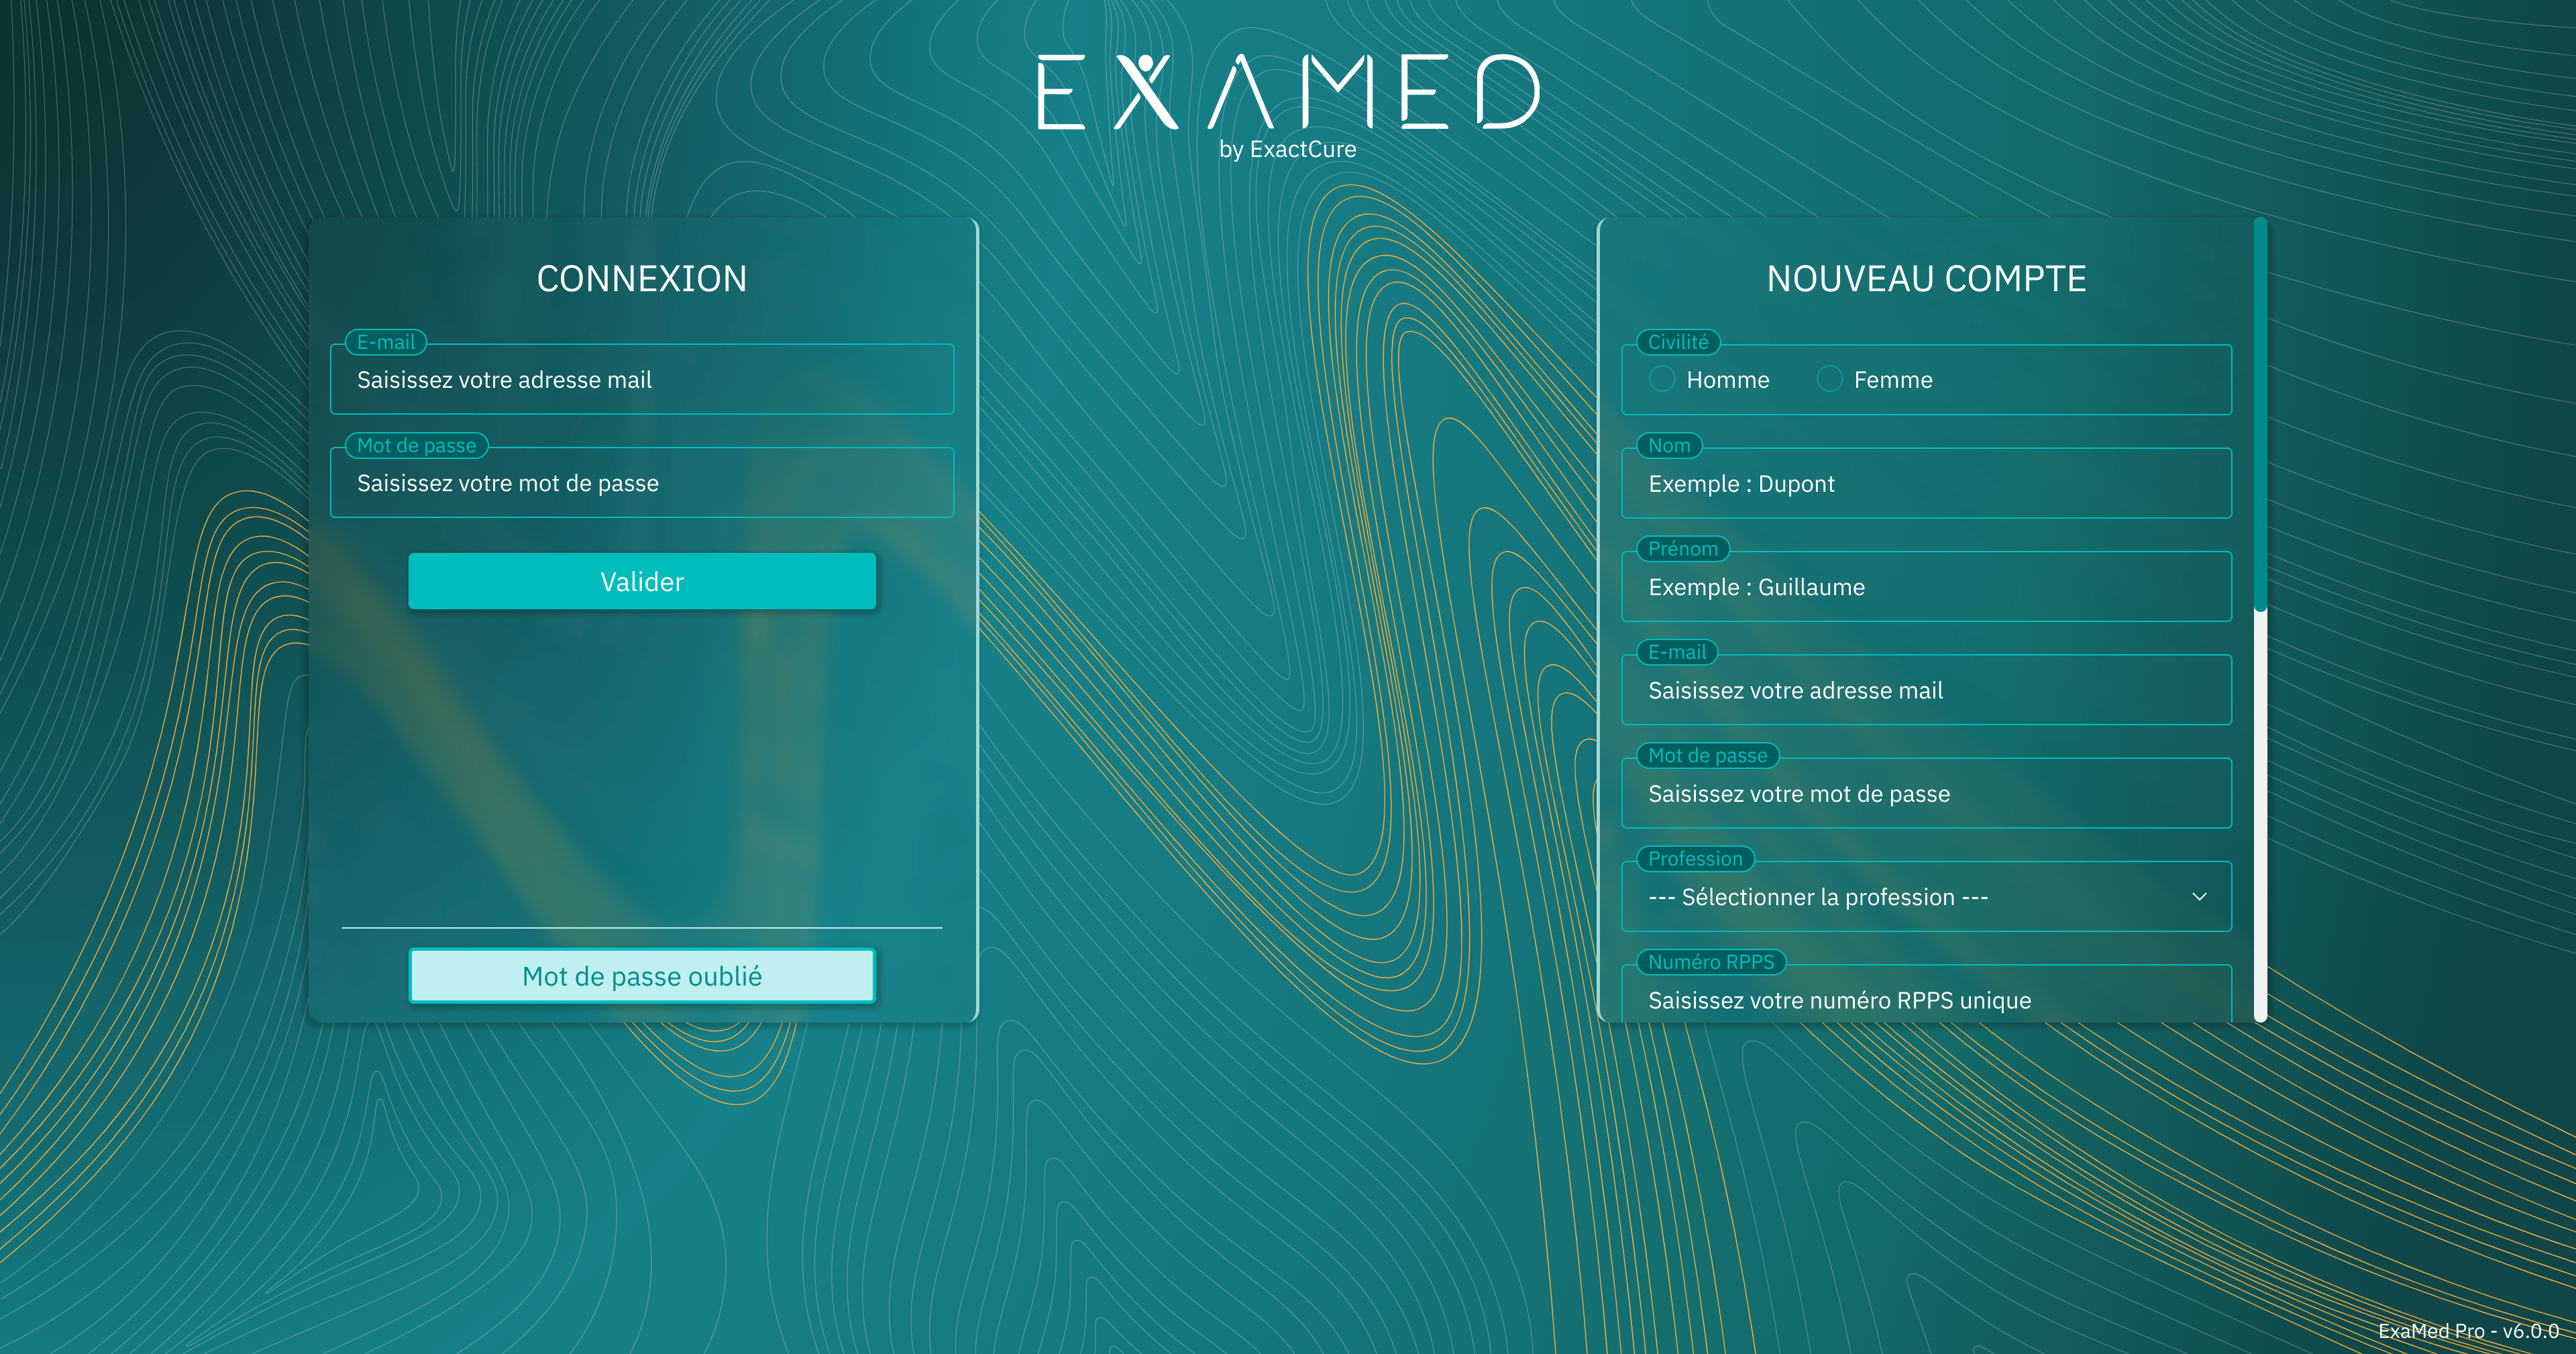 EXAMED
by ExactCure
CONNEXION
E-mail
Saisissez votre adresse mail
Mot de passe
Saisissez votre mot de passe
Valider
Mot de passe oublié
NOUVEAU COMPTE
Civilité
Homme Femme
Nom
Exemple : Dupont
Prénom
Exemple : Guillaume
E-mail
Saisissez votre adresse mail
Mot de passe
Saisissez votre mot de passe
Profession
--- Sélectionner la profession ---
Numéro RPPS
Saisissez votre numéro RPPS unique
ExaMed Pro - v6.0.0